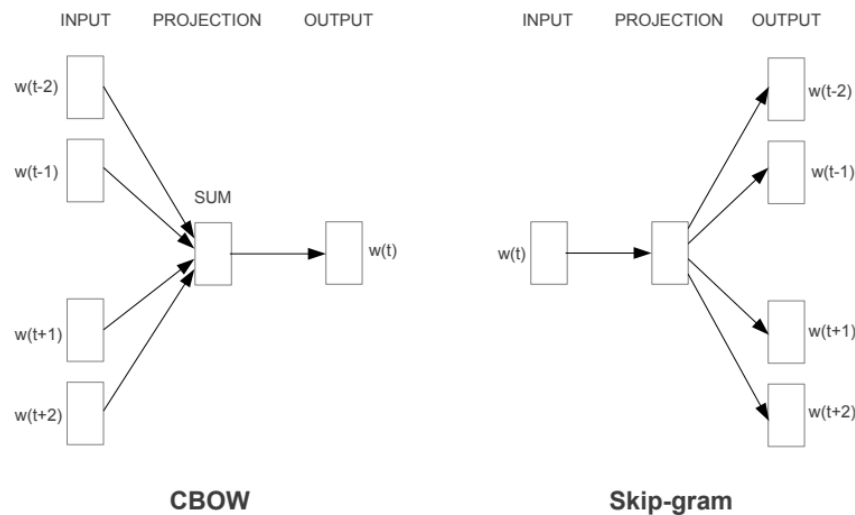 INPUT PROJECTION OUTPUT
w(t-2)
w(t-1)
SUM
w(t)
w(t+1)
w(t+2)
CBOW
INPUT PROJECTION OUTPUT
w(t-2)
w(t-1)
w(t)
w(t+1)
w(t+2)
Skip-gram